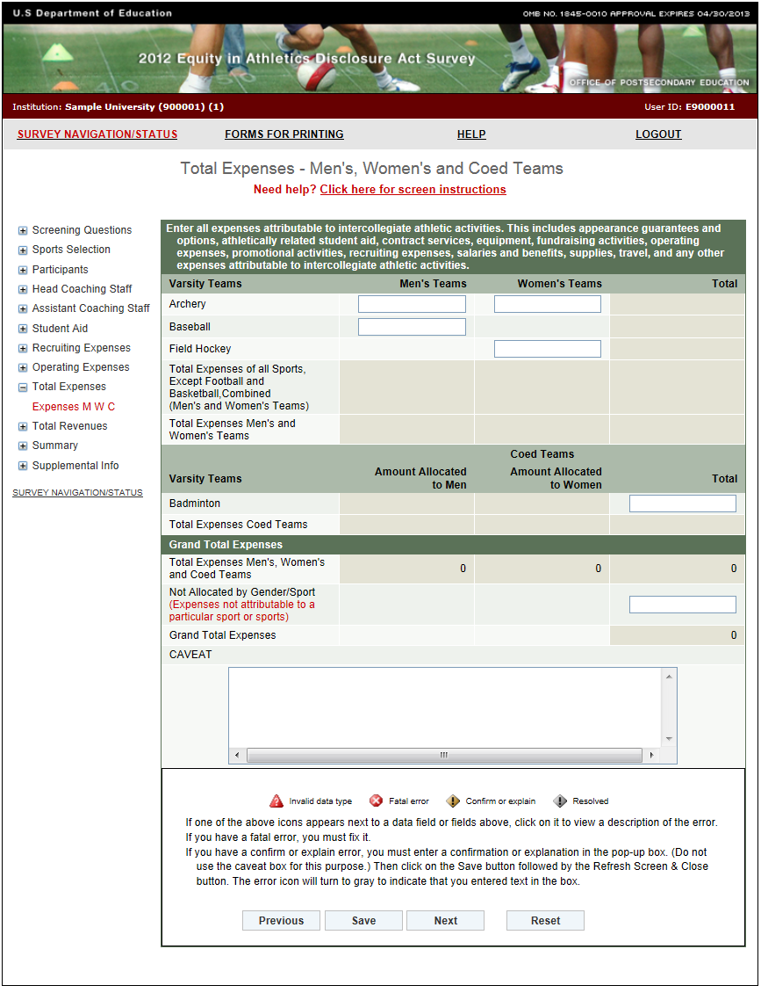 U.S Department of Education
OMB NO. 1845-0010 APPROVAL EXPIRES 04/30/2013
2012 Equity in Athletics Disclosure Act Survey
OFFICE OF POSTSECONDARY EDUCATION
Institution: Sample University (900001) (1)
User ID: E9000011
SURVEY NAVIGATION/STATUS
FORMS FOR PRINTING
HELP
LOGOUT
Total Expenses - Men's, Women's and Coed Teams
Need help? Click here for screen instructions
Screening Questions
Sports Selection
Participants
Head Coaching Staff
Assistant Coaching Staff
Student Aid
Recruiting Expenses
Operating Expenses
Total Expenses
Expenses M W C
Total Revenues
Summary
Supplemental Info
SURVEY NAVIGATION/STATUS
Enter all expenses attributable to intercollegiate athletic activities. This includes appearance guarantees and
options, athletically related student aid, contract services, equipment, fundraising activities, operating
expenses, promotional activities, recruiting expenses, salaries and benefits, supplies, travel, and any other
expenses attributable to intercollegiate athletic activities.
Varsity Teams Men's Teams Women's Teams Total
Archery
Baseball
Field Hockey
Total Expenses of all Sports,
Except Football and
Basketball,Combined
(Men's and Women's Teams)
Total Expenses Men's and
Women's Teams
Coed Teams
Varsity Teams
Amount Allocated
to Men
Amount Allocated
to Women
Total
Badminton
Total Expenses Coed Teams
Grand Total Expenses
Total Expenses Men's, Women's
and Coed Teams
0 0 0
Not Allocated by Gender/Sport
(Expenses not attributable to a
particular sport or sports)
Grand Total Expenses 0
CAVEAT
Invalid data type Fatal error Confirm or explain Resolved
If one of the above icons appears next to a data field or fields above, click on it to view a description of the error.
If you have a fatal error, you must fix it.
If you have a confirm or explain error, you must enter a confirmation or explanation in the pop-up box. (Do not
use the caveat box for this purpose.) Then click on the Save button followed by the Refresh Screen & Close
button. The error icon will turn to gray to indicate that you entered text in the box.
Previous Save Next Reset